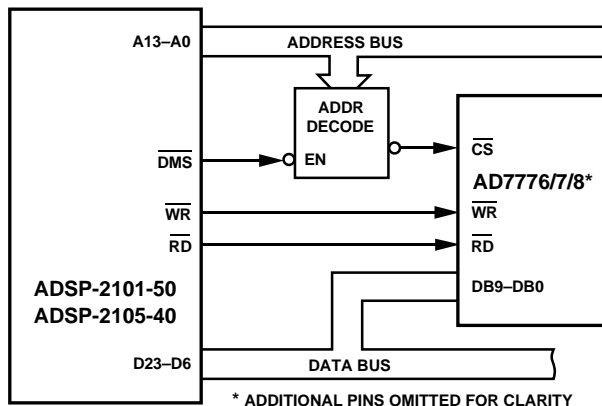 A13–A0
ADDRESS BUS
ADDR
DECODE
DMS
EN
CS
AD7776/7/8*
WR
WR
RD
RD
ADSP-2101-50
ADSP-2105-40
DB9–DB0
D23–D6
DATA BUS
* ADDITIONAL PINS OMITTED FOR CLARITY